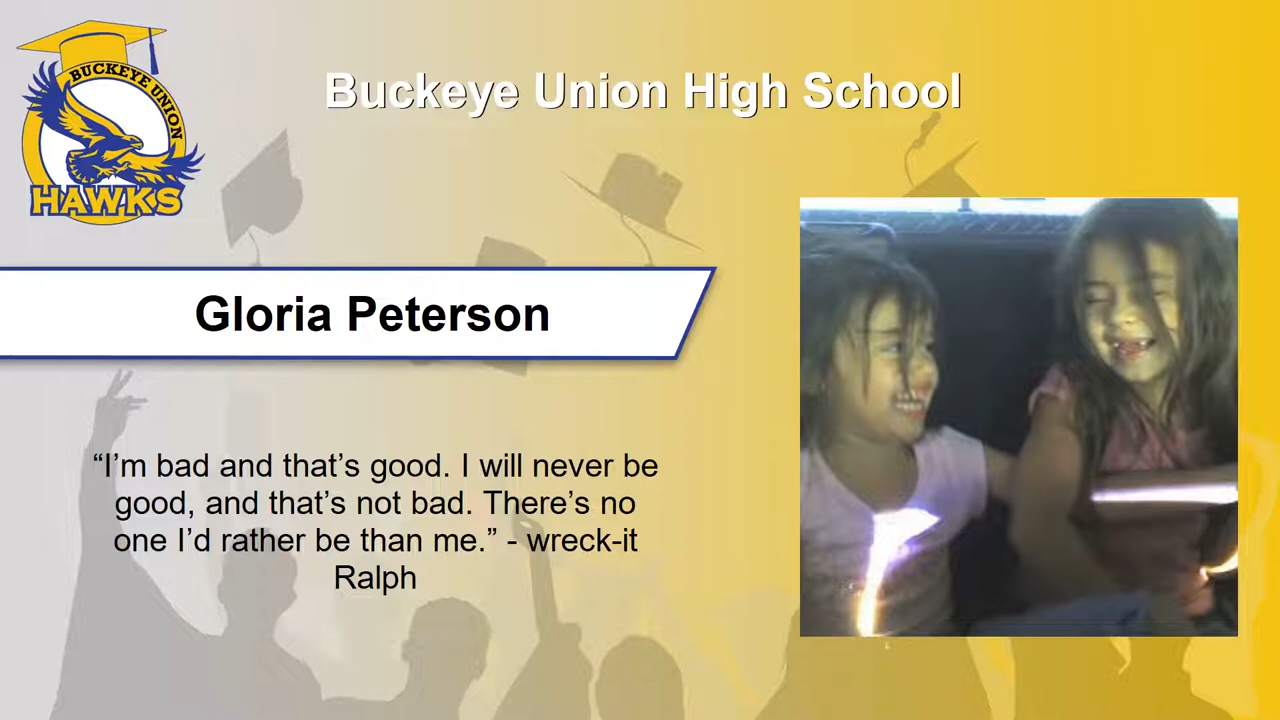 BUCKEYE UNION
HAWKS
Buckeye Union High School
Gloria Peterson
“I’m bad and that’s good. I will never be
good, and that’s not bad. There’s no
one I’d rather be than me.” - wreck-it
Ralph